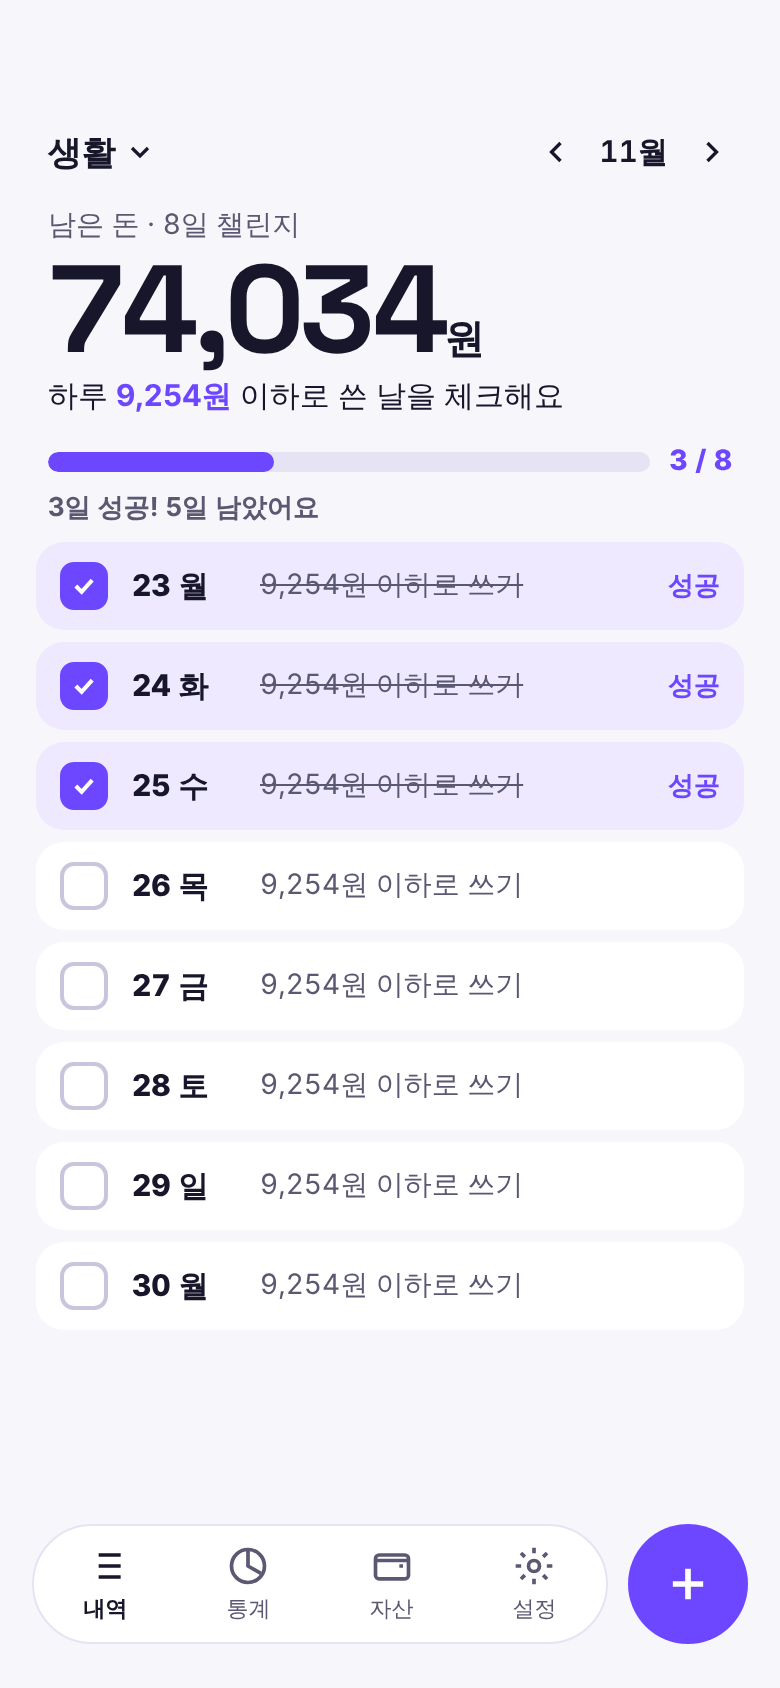 생활
11월
남은 돈 · 8일 챌린지
74,034원
하루 9,254원 이하로 쓴 날을 체크해요
3 / 8
3일 성공! 5일 남았어요
23 월 9,254원 이하로 쓰기 성공
24 화 9,254원 이하로 쓰기 성공
25 수 9,254원 이하로 쓰기 성공
26 목 9,254원 이하로 쓰기
27 금 9,254원 이하로 쓰기
28 토 9,254원 이하로 쓰기
29 일 9,254원 이하로 쓰기
30 월 9,254원 이하로 쓰기
내역 통계 자산 설정